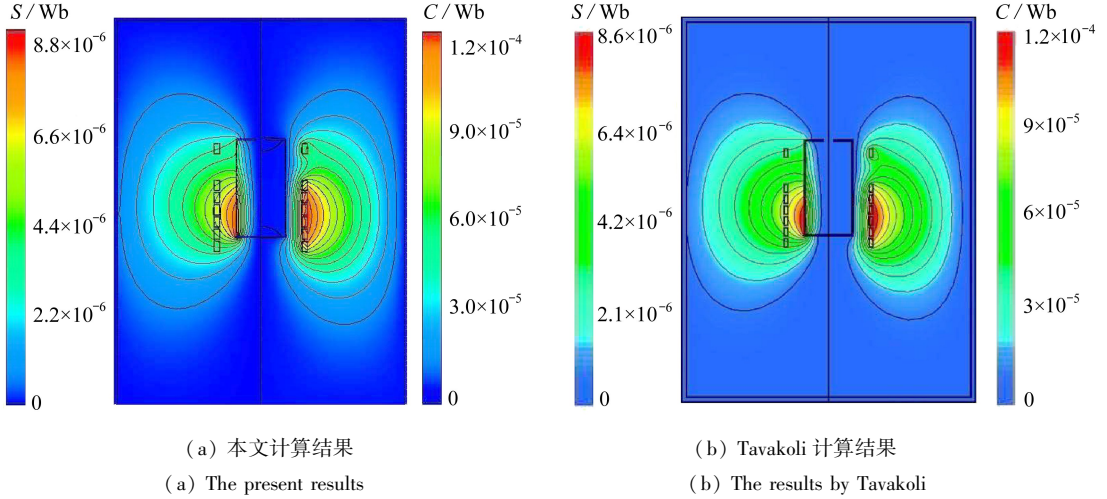 S / Wb
8.8×10⁻⁶
6.6×10⁻⁶
4.4×10⁻⁶
2.2×10⁻⁶
0
C / Wb
1.2×10⁻⁴
9.0×10⁻⁵
6.0×10⁻⁵
3.0×10⁻⁵
0
(a) 本文计算结果
(a) The present results
S / Wb
8.6×10⁻⁶
6.4×10⁻⁶
4.2×10⁻⁶
2.1×10⁻⁶
0
C / Wb
1.2×10⁻⁴
9×10⁻⁵
6×10⁻⁵
3×10⁻⁵
0
(b) Tavakoli 计算结果
(b) The results by Tavakoli